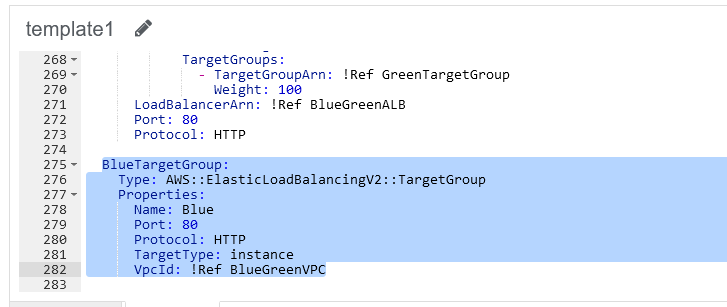 template1
268 TargetGroups:
269 - TargetGroupArn: !Ref GreenTargetGroup
270 Weight: 100
271 LoadBalancerArn: !Ref BlueGreenALB
272 Port: 80
273 Protocol: HTTP
274
275 BlueTargetGroup:
276 Type: AWS::ElasticLoadBalancingV2::TargetGroup
277 Properties:
278 Name: Blue
279 Port: 80
280 Protocol: HTTP
281 TargetType: instance
282 VpcId: !Ref BlueGreenVPC
283